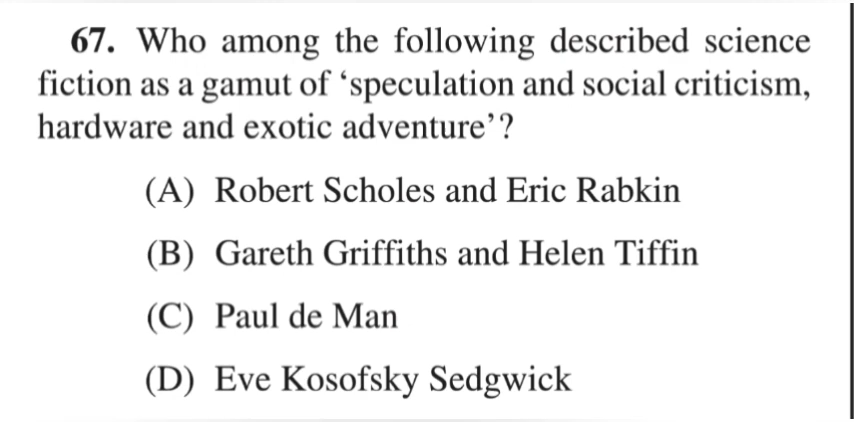 67. Who among the following described science
fiction as a gamut of ‘speculation and social criticism,
hardware and exotic adventure’?
(A) Robert Scholes and Eric Rabkin
(B) Gareth Griffiths and Helen Tiffin
(C) Paul de Man
(D) Eve Kosofsky Sedgwick